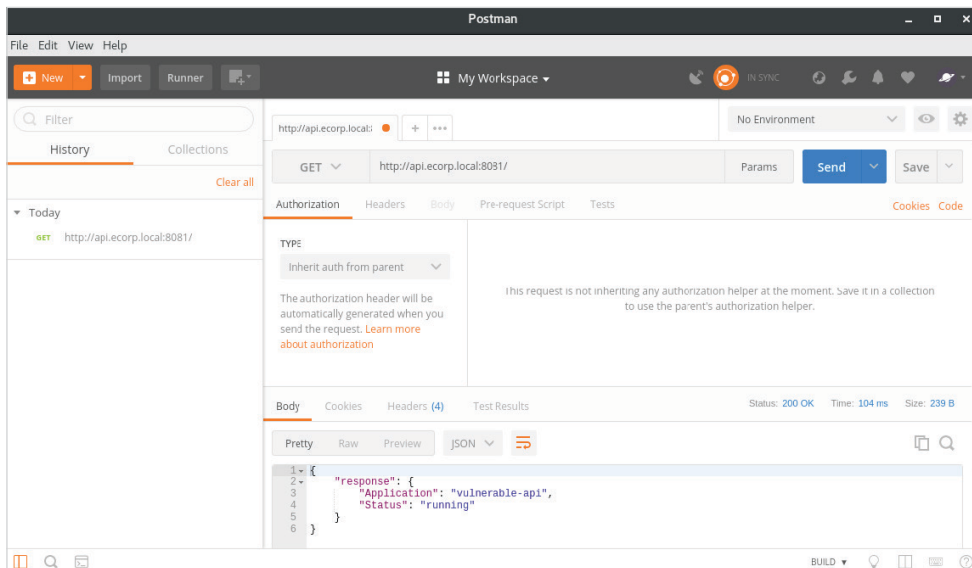 Postman
File Edit View Help
New Import Runner My Workspace IN SYNC
Filter
History Collections
Clear all
Today
GET http://api.ecorp.local:8081/
http://api.ecorp.local: No Environment
GET http://api.ecorp.local:8081/ Params Send Save
Authorization Headers Body Pre-request Script Tests Cookies Code
TYPE
Inherit auth from parent
The authorization header will be
automatically generated when you
send the request. Learn more
about authorization
This request is not inheriting any authorization helper at the moment. Save it in a collection
to use the parent's authorization helper.
Body Cookies Headers (4) Test Results Status: 200 OK Time: 104 ms Size: 239 B
Pretty Raw Preview JSON
1 {
2 "response": {
3 "Application": "vulnerable-api",
4 "Status": "running"
5 }
6 }
BUILD